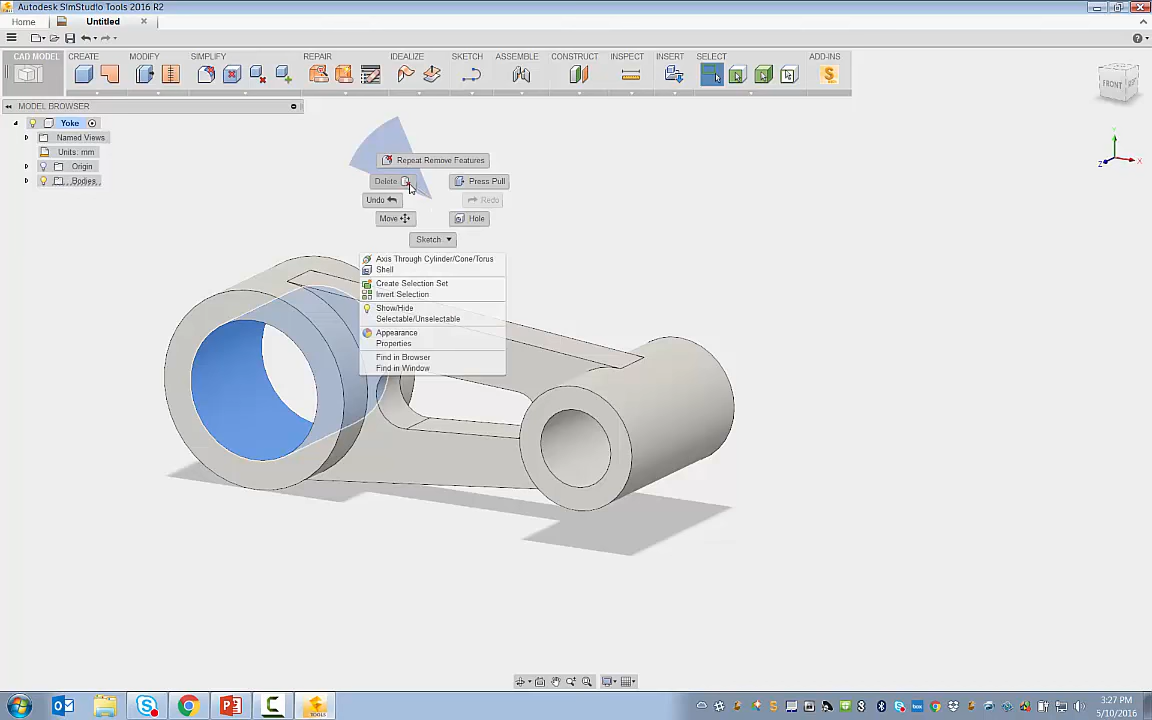 Autodesk SimStudio Tools 2016 R2
Home
Untitled
CAD MODEL
CREATE
MODIFY
SIMPLIFY
REPAIR
IDEALIZE
SKETCH
ASSEMBLE
CONSTRUCT
INSPECT
INSERT
SELECT
ADD-INS
MODEL BROWSER
Yoke
Named Views
Units: mm
Origin
Bodies
FRONT
Y
X
Z
Repeat Remove Features
Delete
Press Pull
Undo
Redo
Move
Hole
Sketch
Axis Through Cylinder/Cone/Torus
Shell
Create Selection Set
Invert Selection
Show/Hide
Selectable/Unselectable
Appearance
Properties
Find in Browser
Find in Window
TOOLS
3:27 PM
5/10/2016